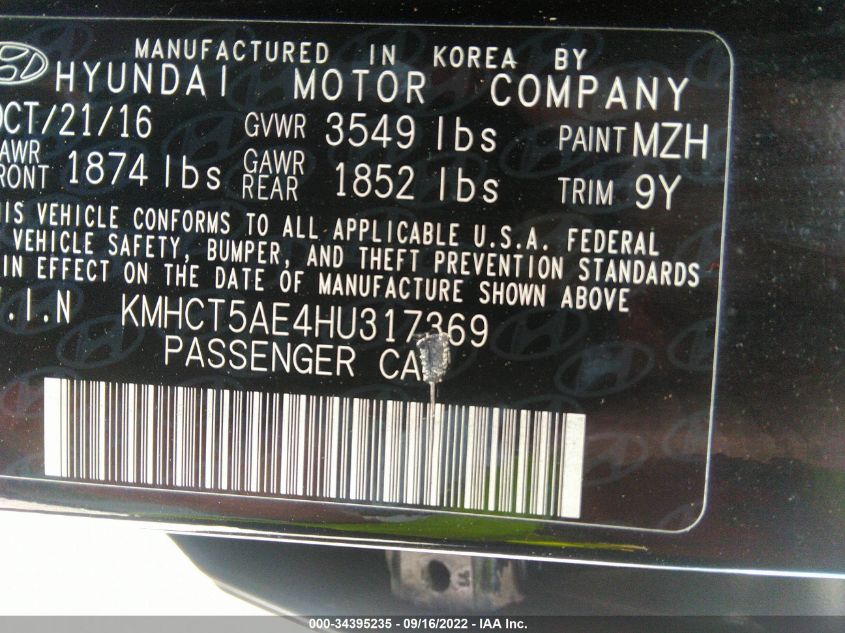 MANUFACTURED IN KOREA BY
HYUNDAI MOTOR COMPANY
OCT/21/16 GVWR 3549 lbs PAINT MZH
GAWR FRONT 1874 lbs GAWR REAR 1852 lbs TRIM 9Y
THIS VEHICLE CONFORMS TO ALL APPLICABLE U.S.A. FEDERAL
VEHICLE SAFETY, BUMPER, AND THEFT PREVENTION STANDARDS
IN EFFECT ON THE DATE OF MANUFACTURE SHOWN ABOVE
V.I.N KMHCT5AE4HU317369
PASSENGER CAR
000-34395235 - 09/16/2022 - IAA Inc.